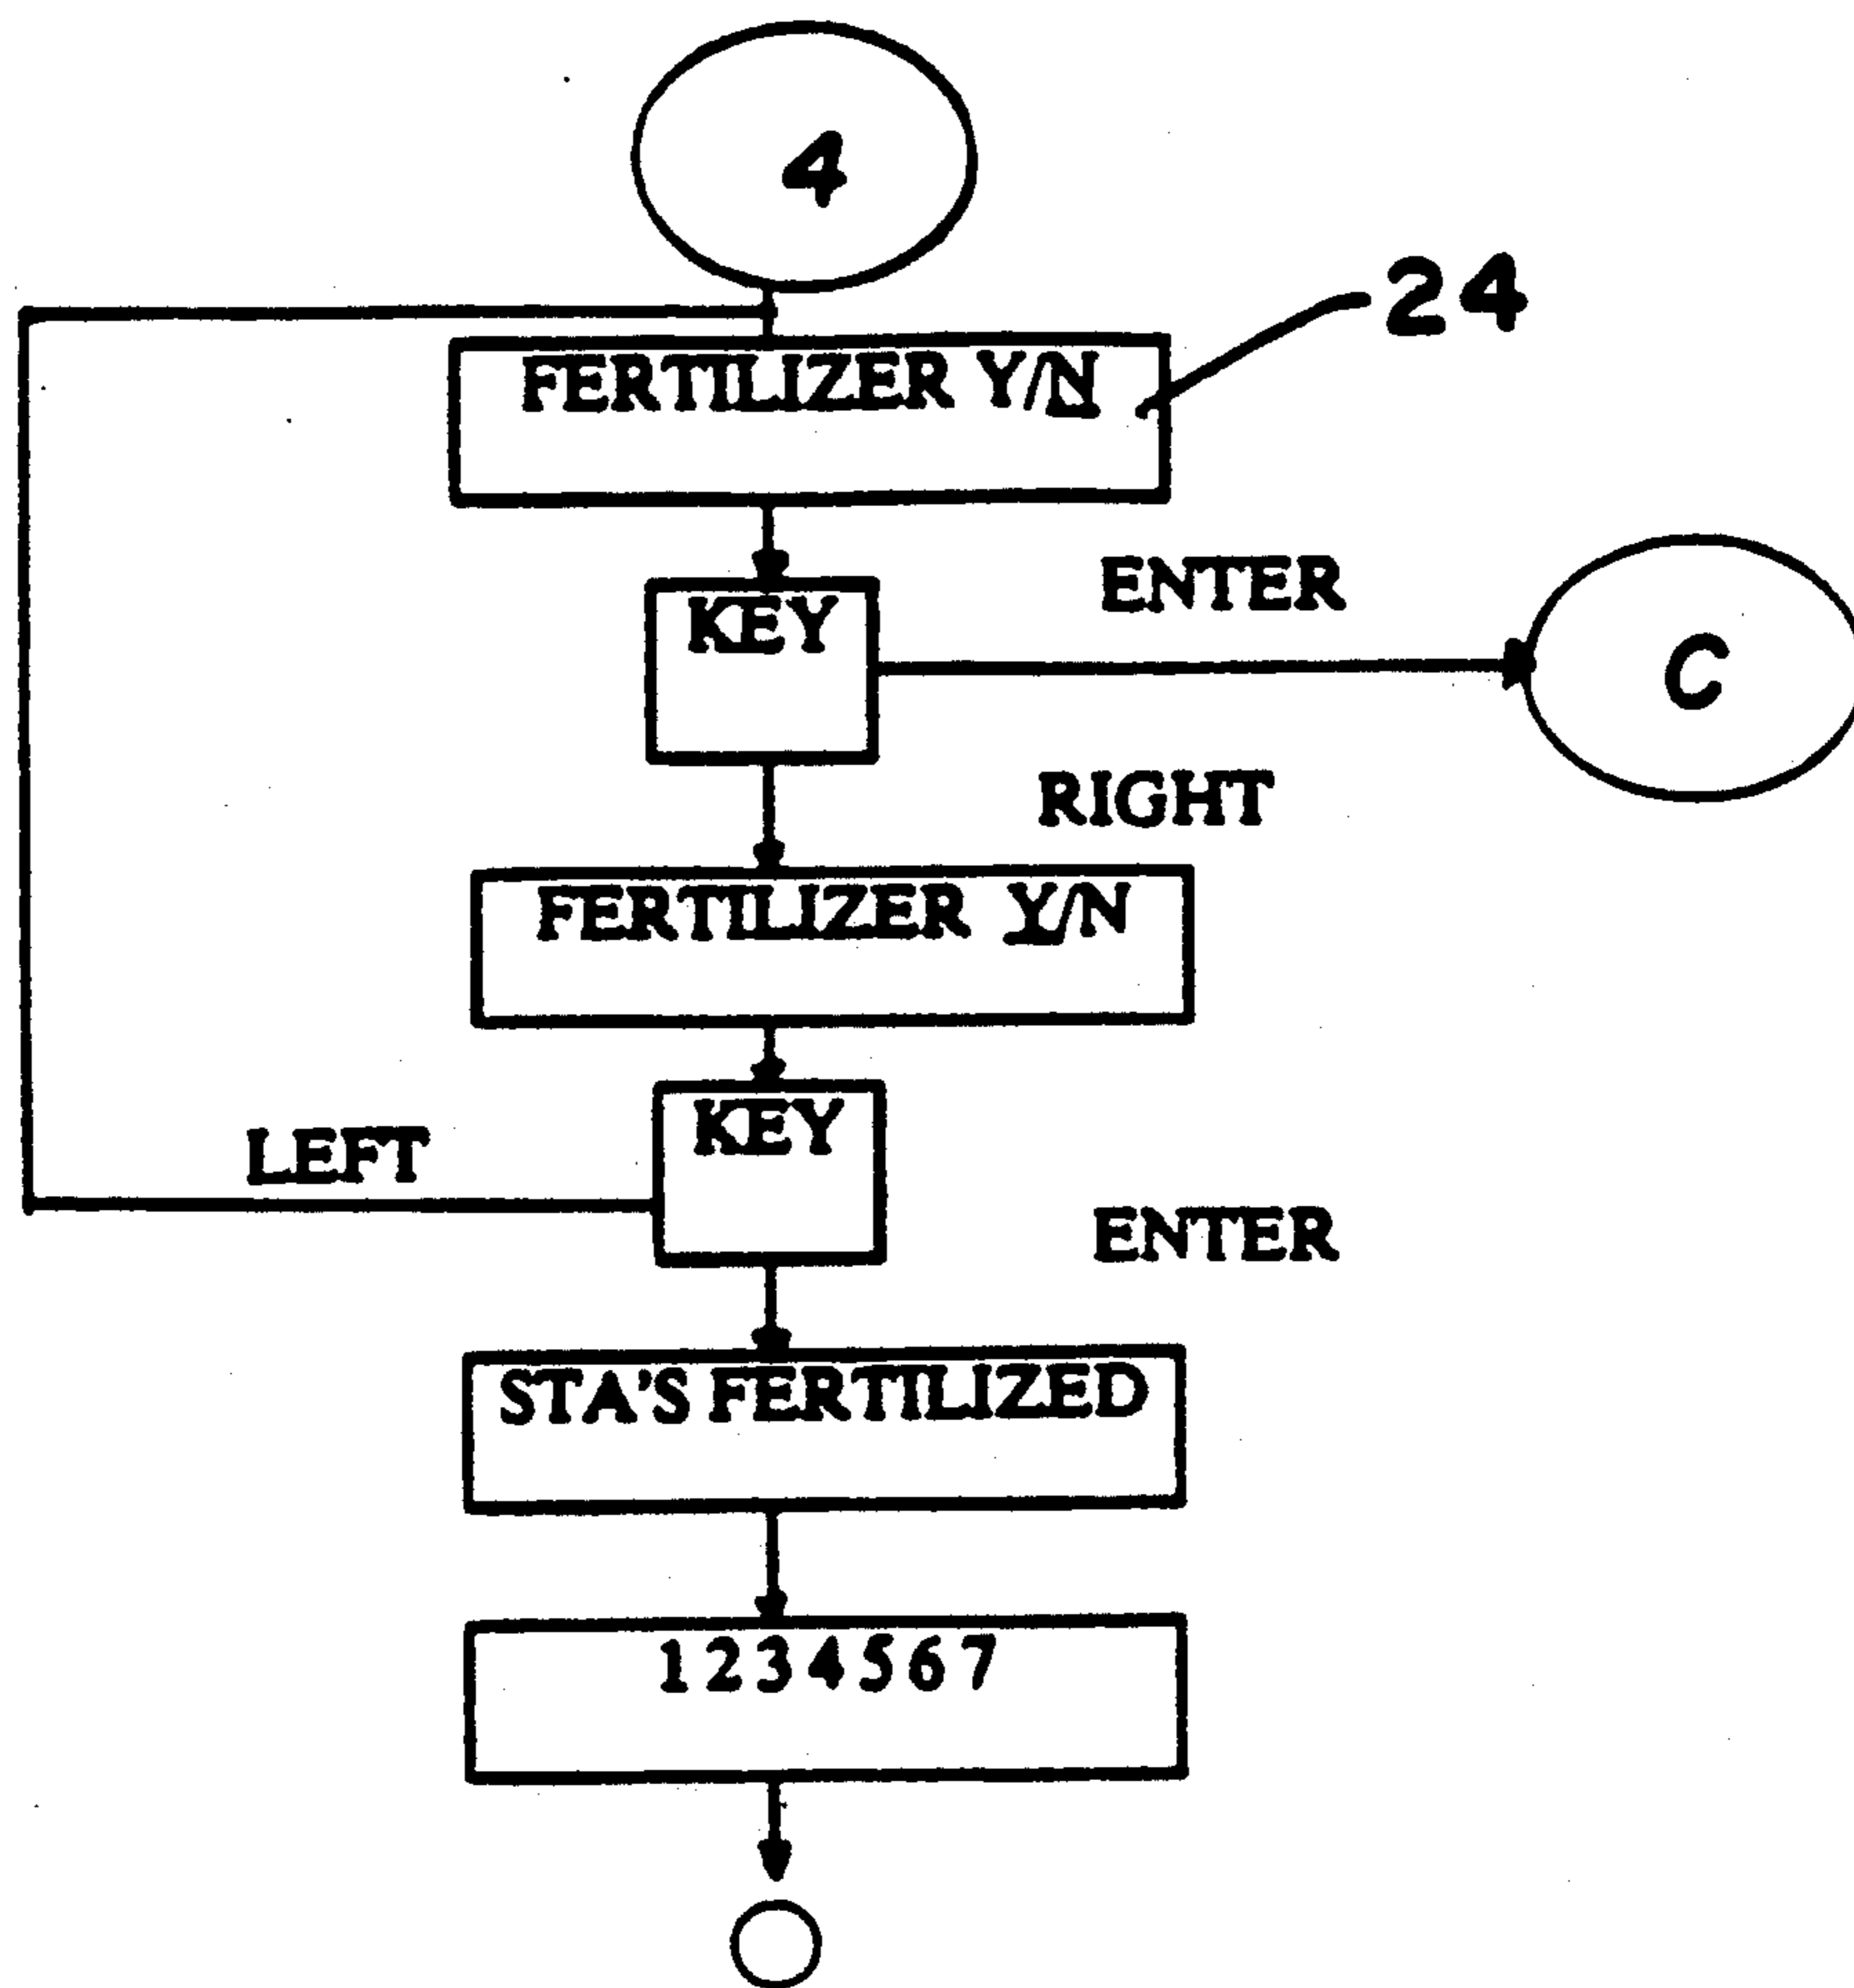 4
24
FERTILIZER Y/N
ENTER
KEY
C
RIGHT
FERTILIZER Y/N
KEY
LEFT
ENTER
STA'S FERTILIZED
1234567